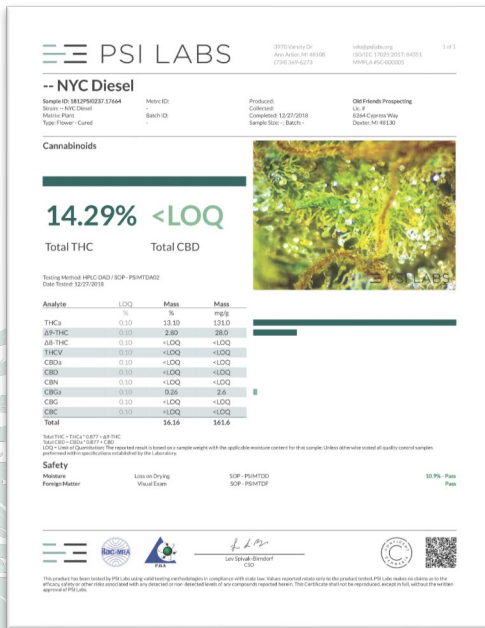 PSI LABS
3970 Varsity Dr
Ann Arbor, MI 48108
(734) 369-6273
info@psilabs.org
ISO/IEC 17025:2017: 84351
MMFLA #SC-000005
1 of 1
-- NYC Diesel
Sample ID: 1812PSI0237.17664
Strain: -- NYC Diesel
Matrix: Plant
Type: Flower - Cured
Metrc ID:
-
Batch ID:
-
Produced:
Collected:
Completed: 12/27/2018
Sample Size: - ; Batch -
Old Friends Prospecting
Lic. #
8264 Cypress Way
Dexter, MI 48130
Cannabinoids
14.29% <LOQ
Total THC Total CBD
PSI LABS
Testing Method: HPLC-DAD / SOP - PSIMTDA02
Date Tested: 12/27/2018
Analyte LOQ Mass Mass
% % mg/g
THCa 0.10 13.10 131.0
Δ9-THC 0.10 2.80 28.0
Δ8-THC 0.10 <LOQ <LOQ
THCV 0.10 <LOQ <LOQ
CBDa 0.10 <LOQ <LOQ
CBD 0.10 <LOQ <LOQ
CBN 0.10 <LOQ <LOQ
CBGa 0.10 0.26 2.6
CBG 0.10 <LOQ <LOQ
CBC 0.10 <LOQ <LOQ
Total 16.16 161.6
Total THC = THCa * 0.877 + Δ9-THC
Total CBD = CBDa * 0.877 + CBD
LOQ = Limit of Quantitation; The reported result is based on a sample weight with the applicable moisture content for that sample; Unless otherwise stated all quality control samples
performed within specifications established by the Laboratory.
Safety
Moisture Loss on Drying SOP - PSIMTDD 10.9% - Pass
Foreign Matter Visual Exam SOP - PSIMTDF Pass
ilac-MRA
PJLA
Lev Spivak-Birndorf
CSO
This product has been tested by PSI Labs using valid testing methodologies in compliance with state law. Values reported relate only to the product tested. PSI Labs makes no claims as to the
efficacy, safety or other risks associated with any detected or non-detected levels of any compounds reported herein. This Certificate shall not be reproduced, except in full, without the written
approval of PSI Labs.